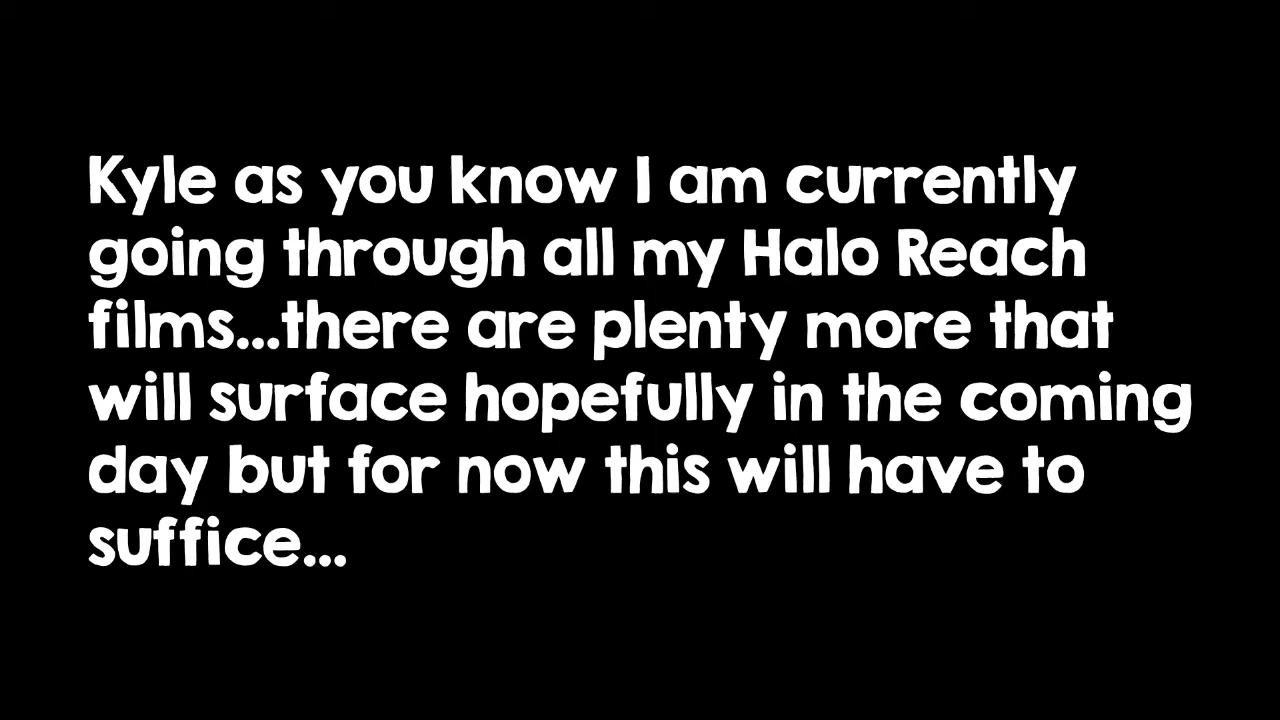 Kyle as you know I am currently
going through all my Halo Reach
films...there are plenty more that
will surface hopefully in the coming
day but for now this will have to
suffice...